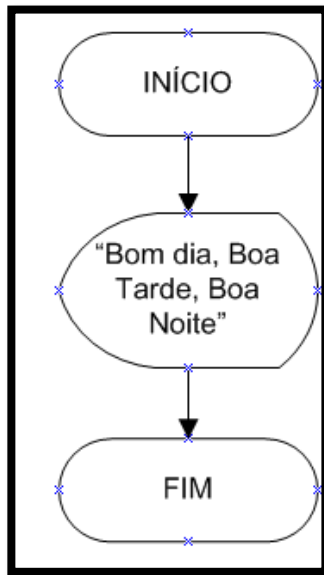 INÍCIO
“Bom dia, Boa
Tarde, Boa
Noite”
FIM